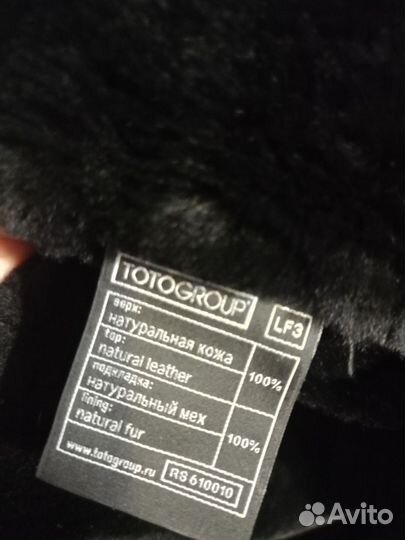 TOTOGROUP
LF3
верх:
натуральная кожа
top:
natural leather
100%
подкладка:
натуральный мех
lining:
natural fur
100%
www.totogroup.ru
RS 610010
Avito